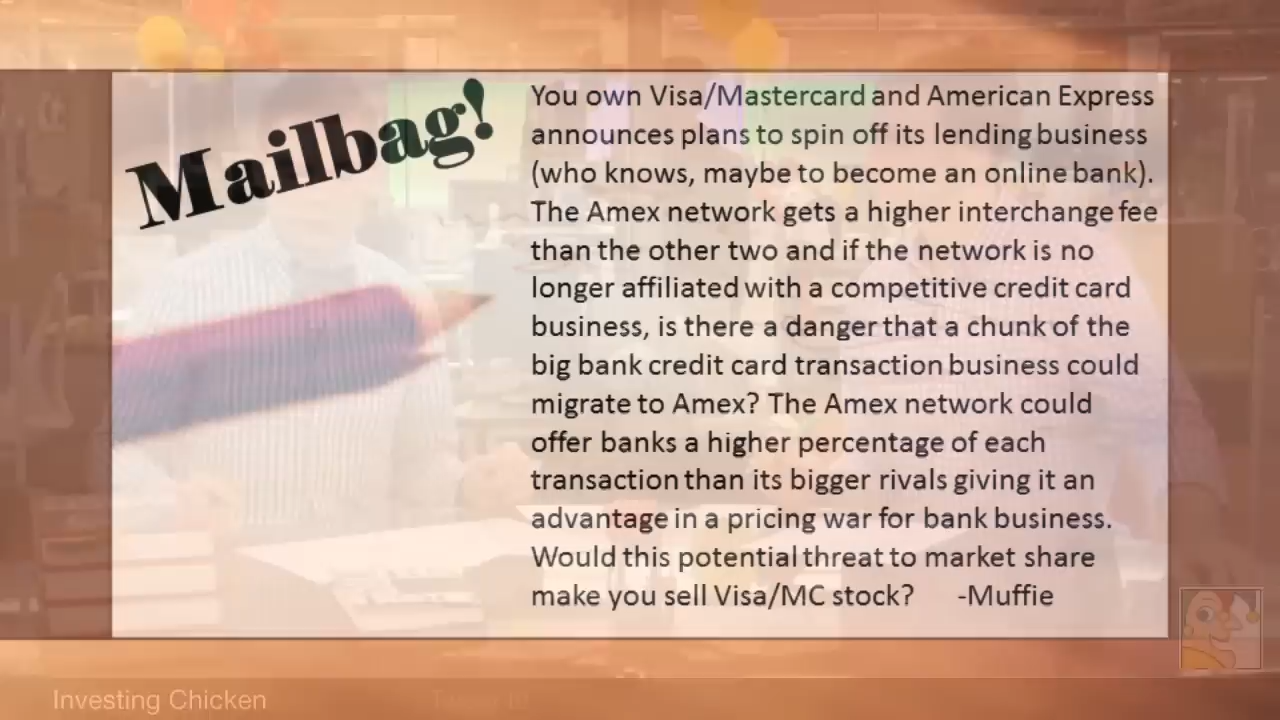 Mailbag!
You own Visa/Mastercard and American Express
announces plans to spin off its lending business
(who knows, maybe to become an online bank).
The Amex network gets a higher interchange fee
than the other two and if the network is no
longer affiliated with a competitive credit card
business, is there a danger that a chunk of the
big bank credit card transaction business could
migrate to Amex? The Amex network could
offer banks a higher percentage of each
transaction than its bigger rivals giving it an
advantage in a pricing war for bank business.
Would this potential threat to market share
make you sell Visa/MC stock? -Muffie
Investing Chicken